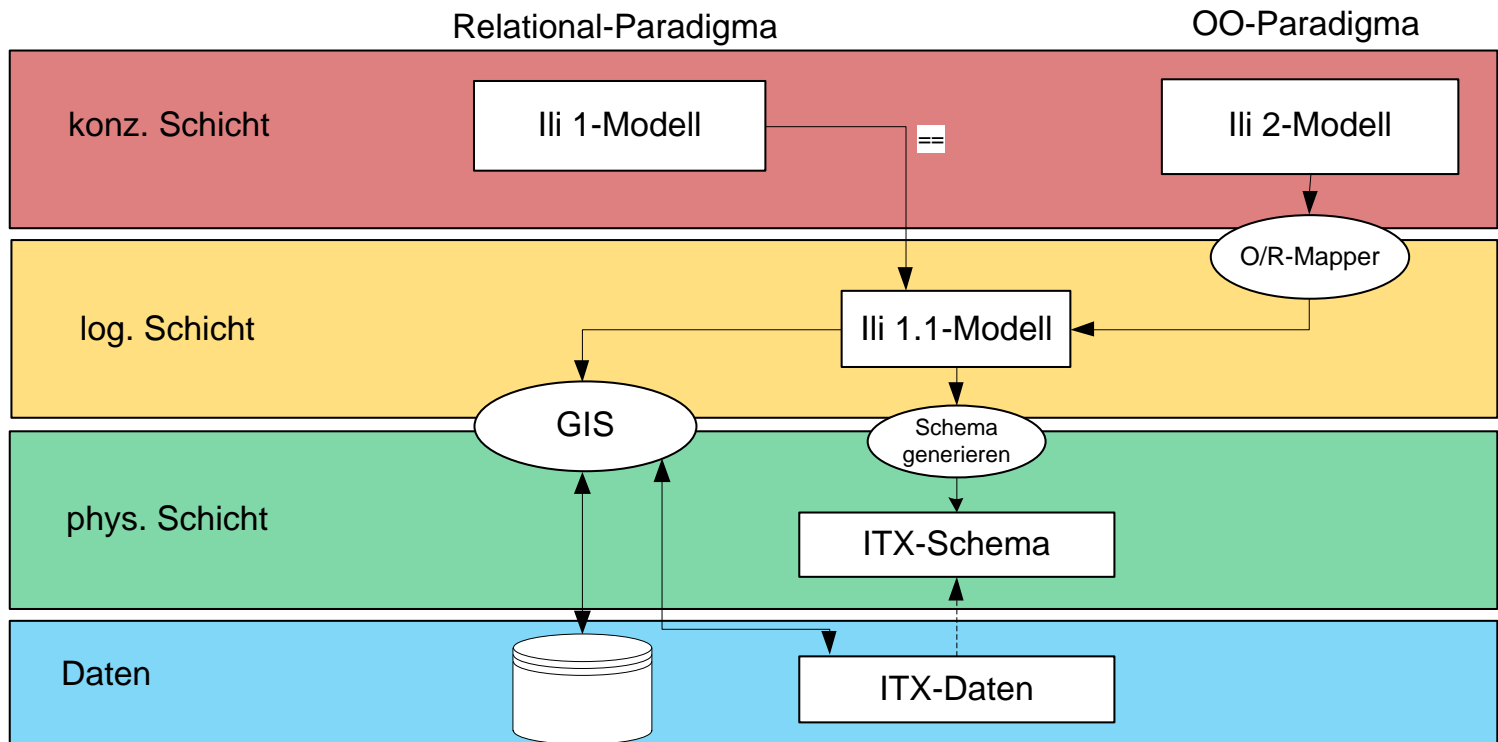 Relational-Paradigma
OO-Paradigma
konz. Schicht
Ili 1-Modell
==
Ili 2-Modell
O/R-Mapper
log. Schicht
Ili 1.1-Modell
GIS
Schema
generieren
phys. Schicht
ITX-Schema
Daten
ITX-Daten